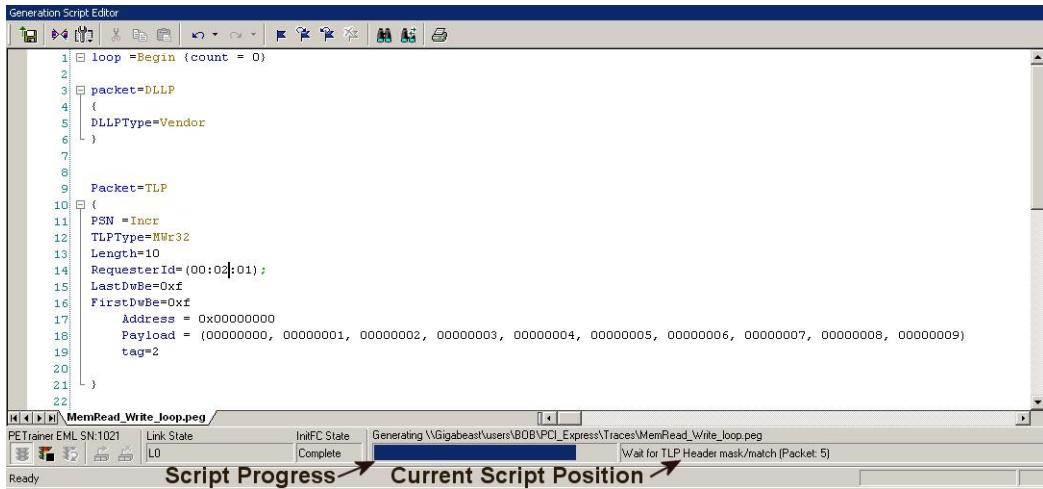 Generation Script Editor
1 loop =Begin {count = 0}
2
3 packet=DLLP
4 {
5 DLLPType=Vendor
6 }
7
8
9 Packet=TLP
10 {
11 PSN =Incr
12 TLPType=MWr32
13 Length=10
14 RequesterId=(00:02:01);
15 LastDwBe=0xf
16 FirstDwBe=0xf
17 Address = 0x00000000
18 Payload = (00000000, 00000001, 00000002, 00000003, 00000004, 00000005, 00000006, 00000007, 00000008, 00000009)
19 tag=2
20
21 }
22
MemRead_Write_loop.peg
PETrainer EML SN:1021 Link State InitFC State Generating \\Gigabeast\users\BOB\PCI_Express\Traces\MemRead_Write_loop.peg
L0 Complete Wait for TLP Header mask/match (Packet: 5)
Ready Script Progress Current Script Position